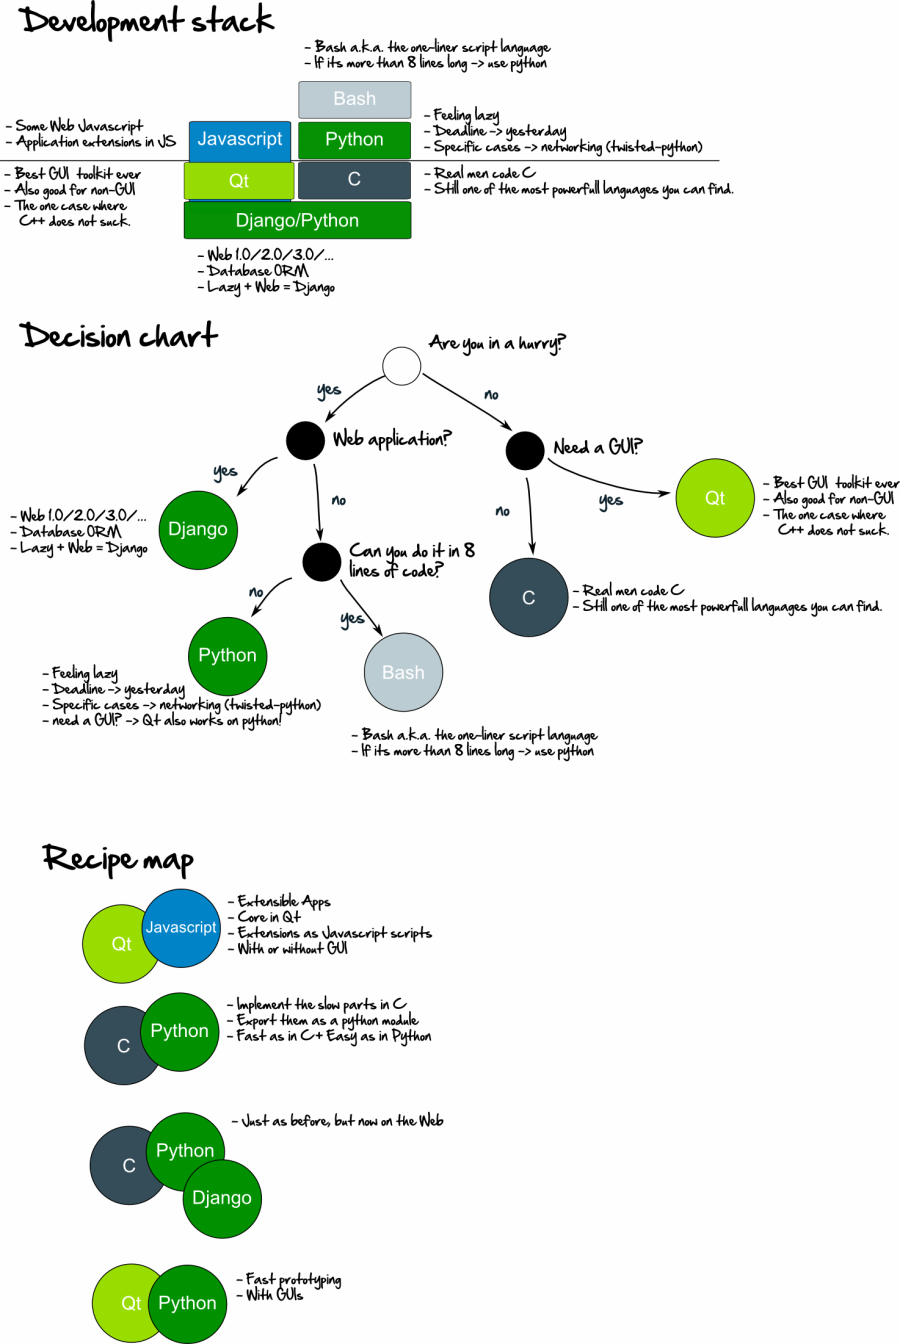 Development stack
- Bash a.k.a. the one-liner script language
- If its more than 8 lines long -> use python
Bash
- Some Web Javascript
- Application extensions in JS
Javascript
Python
- Feeling lazy
- Deadline -> yesterday
- Specific cases -> networking (twisted-python)
- Best GUI toolkit ever
- Also good for non-GUI
- The one case where
C++ does not suck.
Qt
C
- Real men code C
- Still one of the most powerfull languages you can find.
Django/Python
- Web 1.0/2.0/3.0/...
- Database ORM
- Lazy + Web = Django
Decision chart
Are you in a hurry?
yes
no
Web application?
Need a GUI?
yes
no
no
yes
Qt
- Best GUI toolkit ever
- Also good for non-GUI
- The one case where
C++ does not suck.
- Web 1.0/2.0/3.0/...
- Database ORM
- Lazy + Web = Django
Django
Can you do it in 8
lines of code?
no
yes
C
- Real men code C
- Still one of the most powerfull languages you can find.
Python
- Feeling lazy
- Deadline -> yesterday
- Specific cases -> networking (twisted-python)
- need a GUI? -> Qt also works on python!
Bash
- Bash a.k.a. the one-liner script language
- If its more than 8 lines long -> use python
Recipe map
Qt
Javascript
- Extensible Apps
- Core in Qt
- Extensions as Javascript scripts
- With or without GUI
C
Python
- Implement the slow parts in C
- Export them as a python module
- Fast as in C + Easy as in Python
C
Python
Django
- Just as before, but now on the Web
Qt
Python
- Fast prototyping
- With GUIs